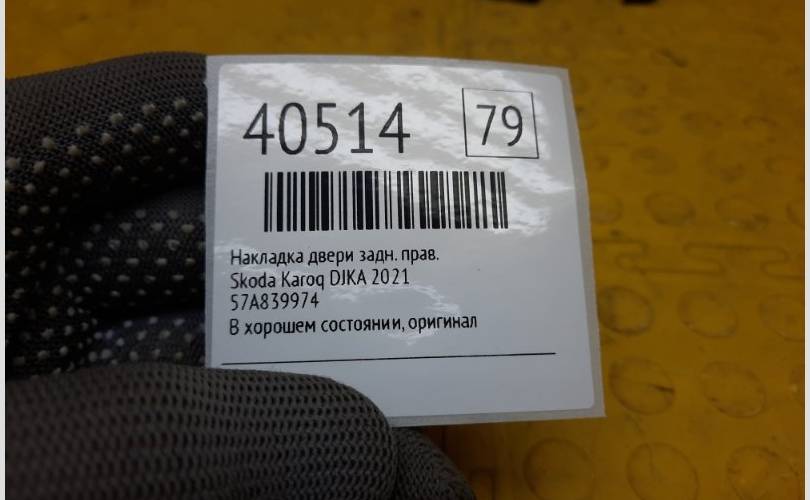 40514 79
Накладка двери задн. прав.
Skoda Karoq DJKA 2021
57A839974
В хорошем состоянии, оригинал